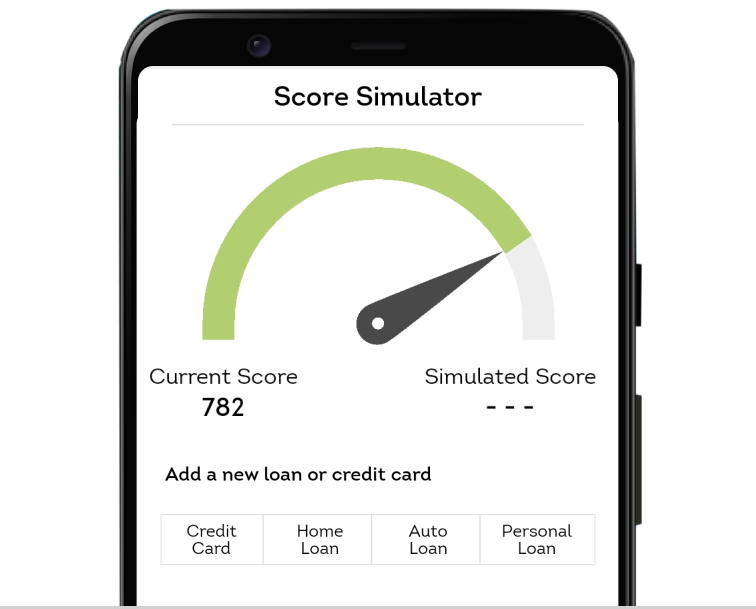 Score Simulator
Current Score
Simulated Score
782
- - -
Add a new loan or credit card
Credit
Card
Home
Loan
Auto
Loan
Personal
Loan